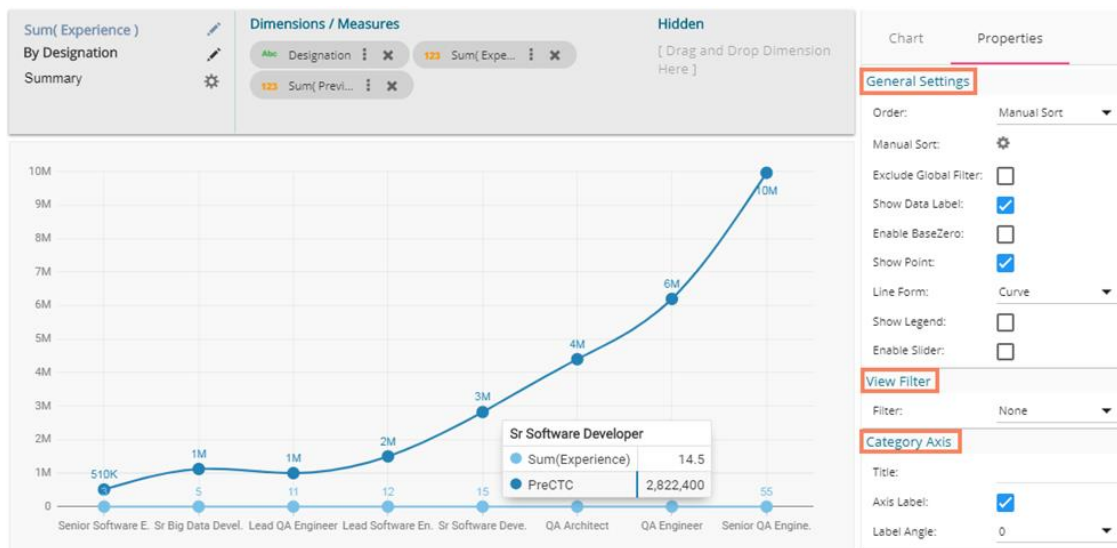 Sum( Experience )
By Designation
Summary
Dimensions / Measures
Abc Designation
123 Sum( Expe...
123 Sum( Previ...
Hidden
[ Drag and Drop Dimension
Here ]
10M
9M
8M
7M
6M
5M
4M
3M
2M
1M
0
510K
1M
1M
2M
3M
4M
6M
10M
3
5
11
12
15
55
Sr Software Developer
Sum(Experience) 14.5
PreCTC 2,822,400
Senior Software E.
Sr Big Data Devel.
Lead QA Engineer
Lead Software En.
Sr Software Deve.
QA Architect
QA Engineer
Senior QA Engine.
Chart
Properties
General Settings
Order: Manual Sort
Manual Sort:
Exclude Global Filter:
Show Data Label:
Enable BaseZero:
Show Point:
Line Form: Curve
Show Legend:
Enable Slider:
View Filter
Filter: None
Category Axis
Title:
Axis Label:
Label Angle: 0